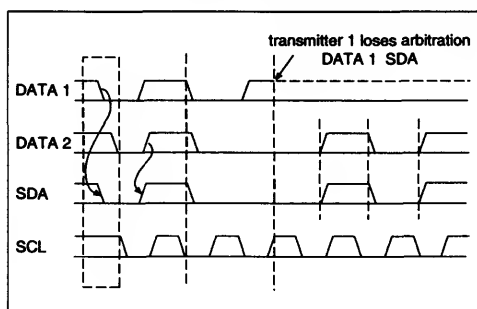 transmitter 1 loses arbitration
DATA 1 SDA
DATA 1
DATA 2
SDA
SCL